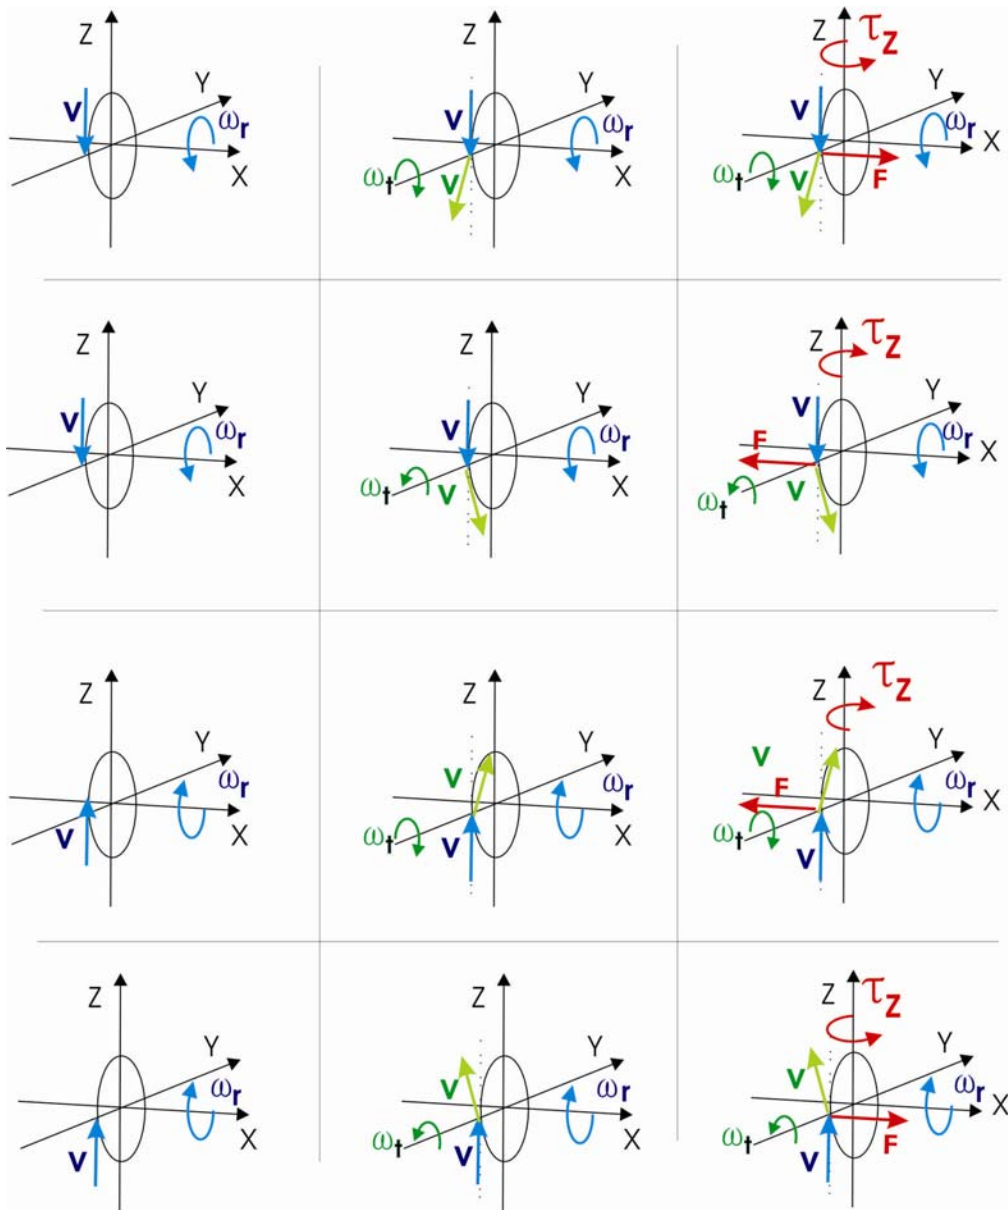 Z Z Z τz
Y Y Y
V ωr V ωr V ωr
X X X
ωt V ωt V F
Z Z Z τz
Y Y Y
V ωr V ωr V F ωr
X X X
ωt V ωt V
Z Z Z τz
Y Y Y
V V
ωr ωr F ωr
V X ωt V X ωt V X
Z Z Z τz
Y Y Y
ωr V ωr V ωr
X X X
V ωt V ωt V F